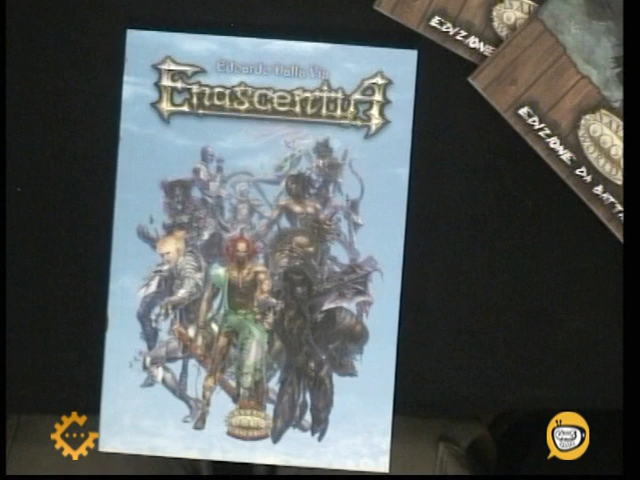 Edoardo Dalla Via
Enascentia
EDIZIONE
EDIZIONE DA BATT